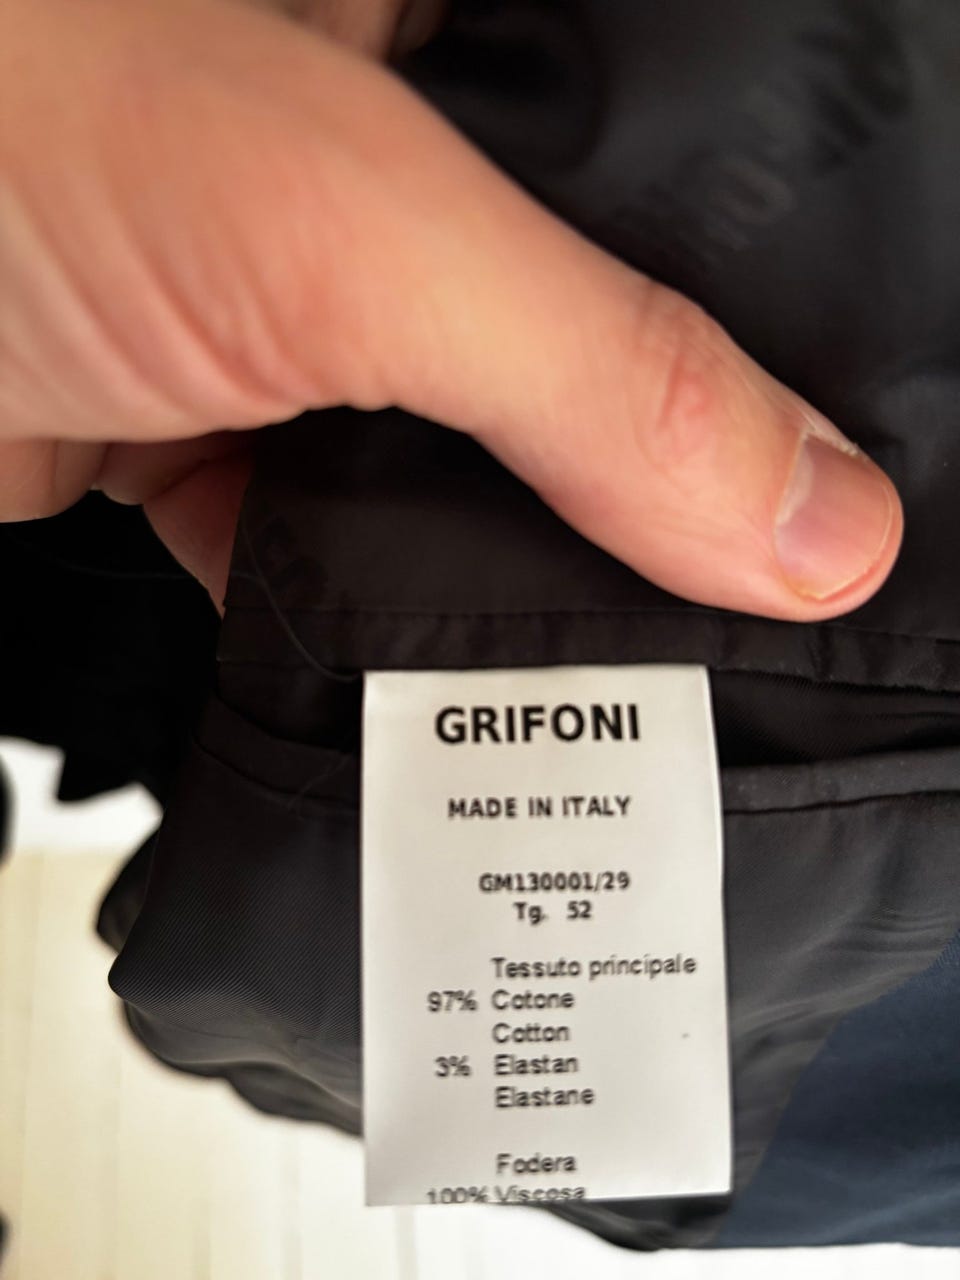 GRIFONI
MADE IN ITALY
GM130001/29
Tg. 52
Tessuto principale
97% Cotone
Cotton
3% Elastan
Elastane
Fodera
100% Viscosa